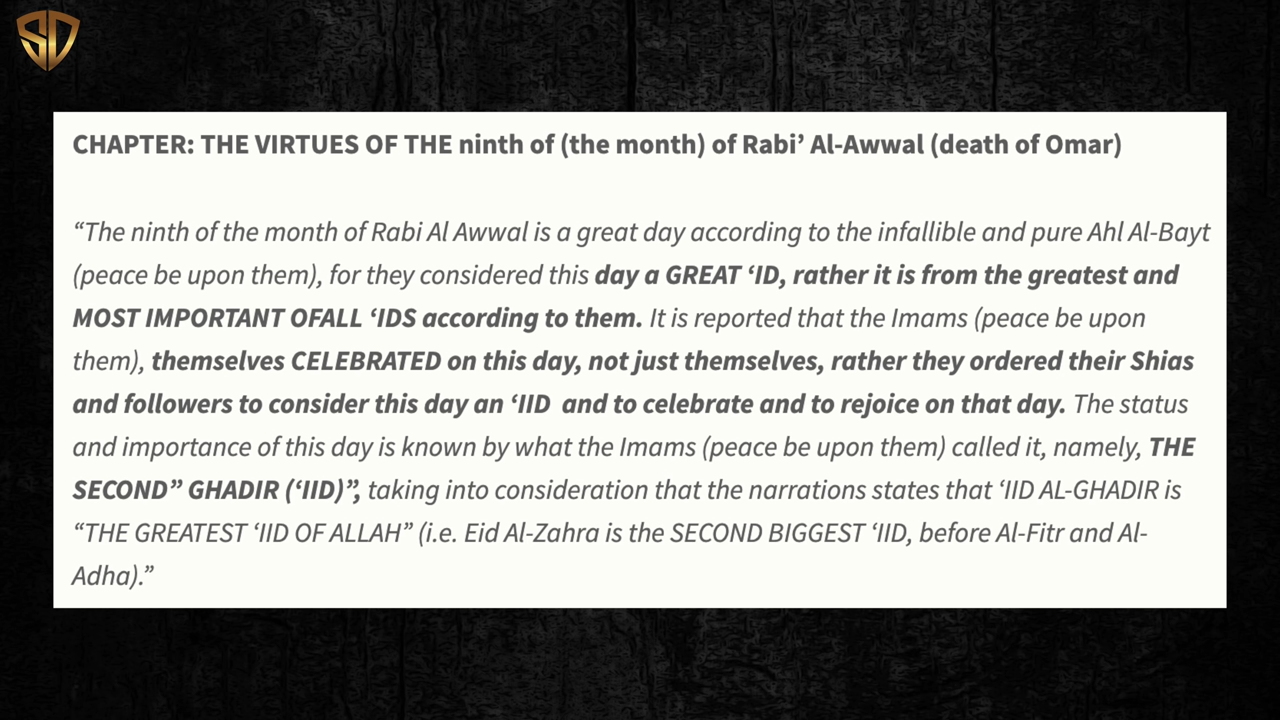 SD
CHAPTER: THE VIRTUES OF THE ninth of (the month) of Rabi’ Al-Awwal (death of Omar)
“The ninth of the month of Rabi Al Awwal is a great day according to the infallible and pure Ahl Al-Bayt
(peace be upon them), for they considered this day a GREAT ‘ID, rather it is from the greatest and
MOST IMPORTANT OFALL ‘IDS according to them. It is reported that the Imams (peace be upon
them), themselves CELEBRATED on this day, not just themselves, rather they ordered their Shias
and followers to consider this day an ‘IID  and to celebrate and to rejoice on that day. The status
and importance of this day is known by what the Imams (peace be upon them) called it, namely, THE
SECOND” GHADIR (‘IID)”, taking into consideration that the narrations states that ‘IID AL-GHADIR is
“THE GREATEST ‘IID OF ALLAH” (i.e. Eid Al-Zahra is the SECOND BIGGEST ‘IID, before Al-Fitr and Al-
Adha).”